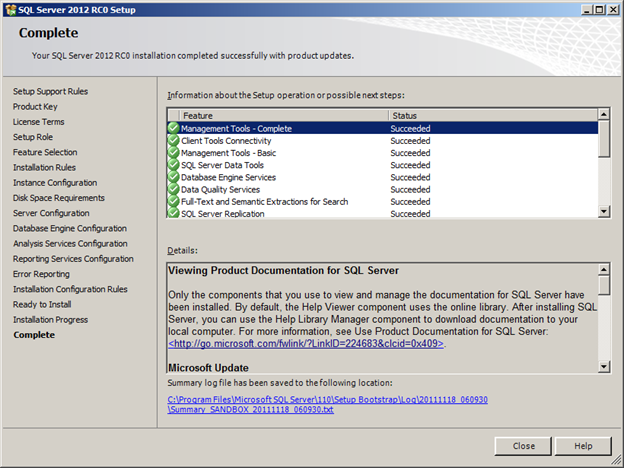 SQL Server 2012 RC0 Setup
Complete
Your SQL Server 2012 RC0 installation completed successfully with product updates.
Setup Support Rules
Product Key
License Terms
Setup Role
Feature Selection
Installation Rules
Instance Configuration
Disk Space Requirements
Server Configuration
Database Engine Configuration
Analysis Services Configuration
Reporting Services Configuration
Error Reporting
Installation Configuration Rules
Ready to Install
Installation Progress
Complete
Information about the Setup operation or possible next steps:
Feature Status
Management Tools - Complete Succeeded
Client Tools Connectivity Succeeded
Management Tools - Basic Succeeded
SQL Server Data Tools Succeeded
Database Engine Services Succeeded
Data Quality Services Succeeded
Full-Text and Semantic Extractions for Search Succeeded
SQL Server Replication Succeeded
Details:
Viewing Product Documentation for SQL Server
Only the components that you use to view and manage the documentation for SQL Server have
been installed. By default, the Help Viewer component uses the online library. After installing SQL
Server, you can use the Help Library Manager component to download documentation to your
local computer. For more information, see Use Product Documentation for SQL Server:
<http://go.microsoft.com/fwlink/?LinkID=224683&clcid=0x409>.
Microsoft Update
Summary log file has been saved to the following location:
C:\Program Files\Microsoft SQL Server\110\Setup Bootstrap\Log\20111118_060930
\Summary_SANDBOX_20111118_060930.txt
Close Help